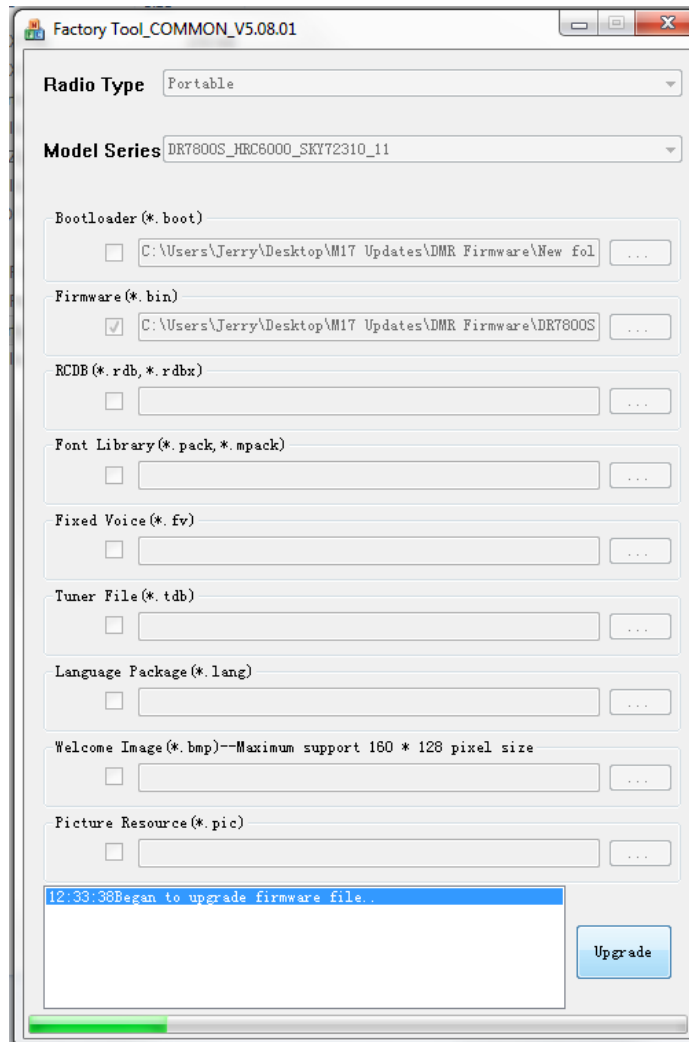 Factory Tool_COMMON_V5.08.01
Radio Type Portable
Model Series DR7800S_HRC6000_SKY72310_11
Bootloader(*.boot)
C:\Users\Jerry\Desktop\M17 Updates\DMR Firmware\New fol ...
Firmware(*.bin)
C:\Users\Jerry\Desktop\M17 Updates\DMR Firmware\DR7800S ...
RCDB(*.rdb,*.rdbx)
...
Font Library(*.pack,*.mpack)
...
Fixed Voice(*.fv)
...
Tuner File(*.tdb)
...
Language Package(*.lang)
...
Welcome Image(*.bmp)--Maximum support 160 * 128 pixel size
...
Picture Resource(*.pic)
...
12:33:38Began to upgrade firmware file..
Upgrade